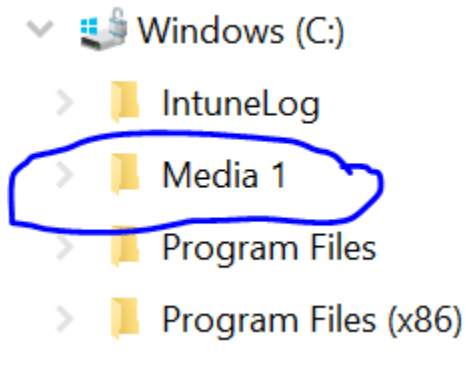 Windows (C:)
IntuneLog
Media 1
Program Files
Program Files (x86)